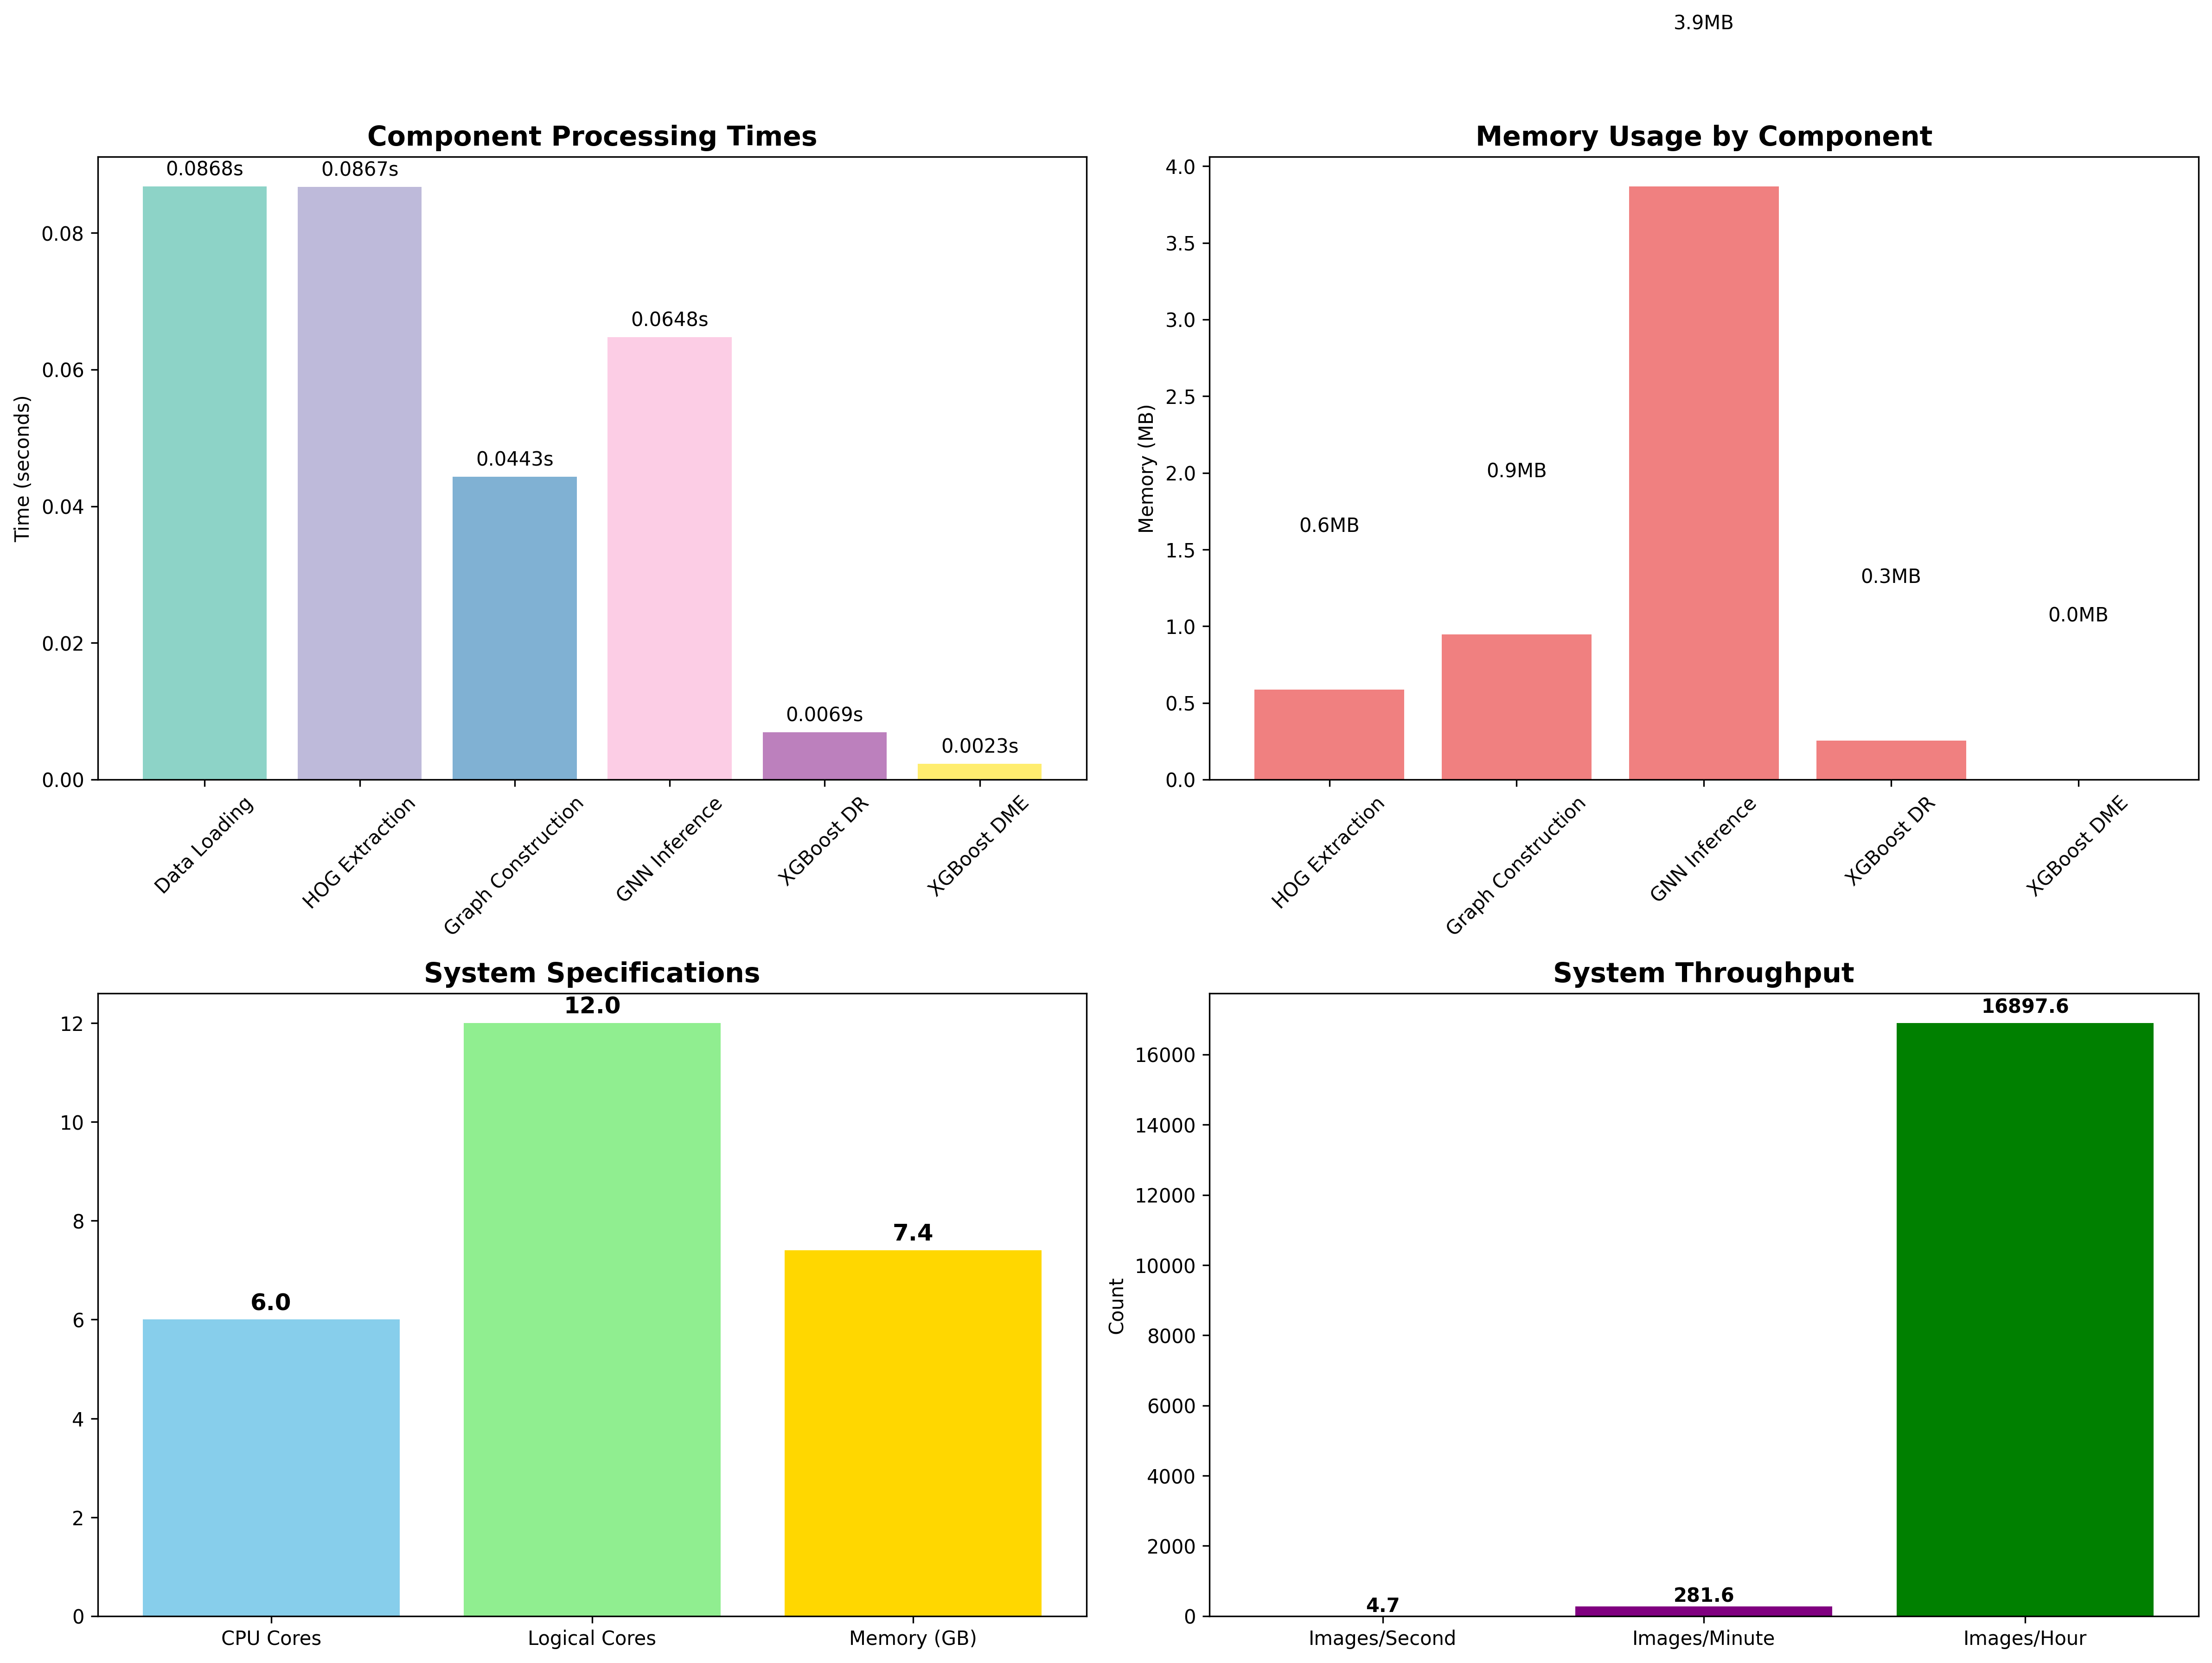 3.9MB
Component Processing Times
0.0868s
0.0867s
0.0443s
0.0648s
0.0069s
0.0023s
Time (seconds)
0.08
0.06
0.04
0.02
0.00
Data Loading
HOG Extraction
Graph Construction
GNN Inference
XGBoost DR
XGBoost DME
Memory Usage by Component
Memory (MB)
4.0
3.5
3.0
2.5
2.0
1.5
1.0
0.5
0.0
0.6MB
0.9MB
0.3MB
0.0MB
HOG Extraction
Graph Construction
GNN Inference
XGBoost DR
XGBoost DME
System Specifications
12
10
8
6
4
2
0
6.0
12.0
7.4
CPU Cores
Logical Cores
Memory (GB)
System Throughput
Count
16000
14000
12000
10000
8000
6000
4000
2000
0
4.7
281.6
16897.6
Images/Second
Images/Minute
Images/Hour